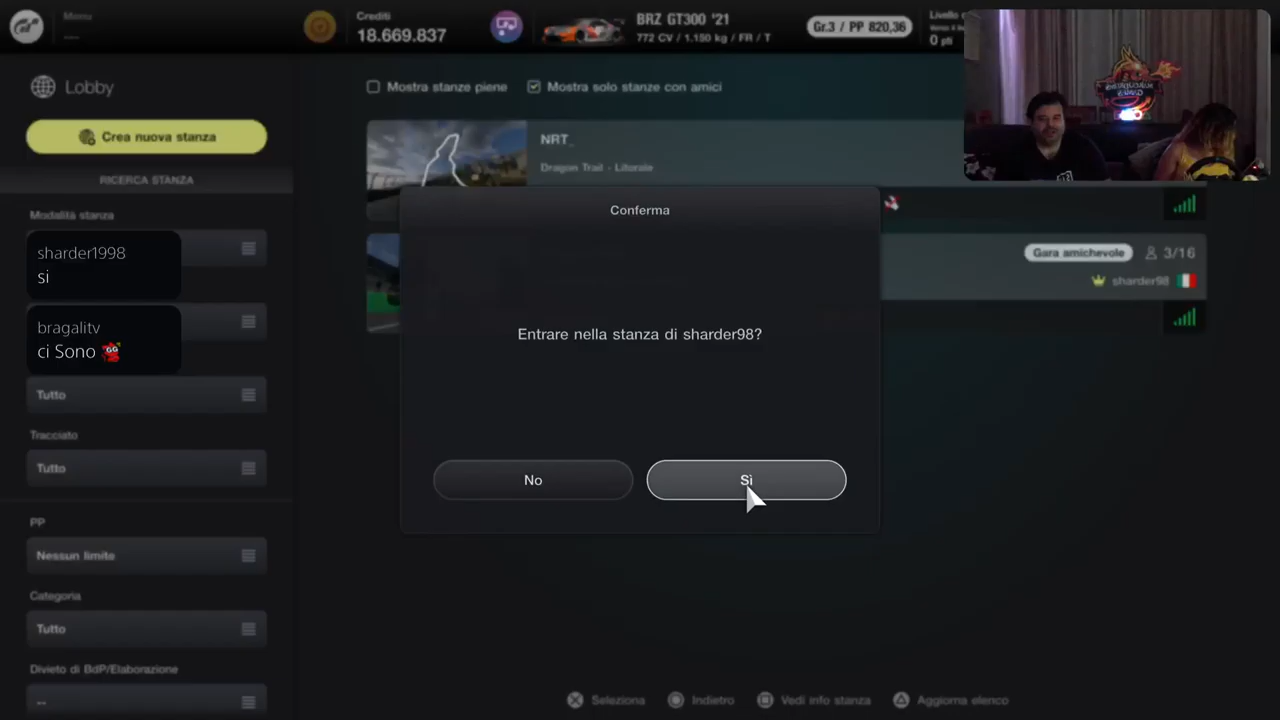 Menu
Crediti
18.669.837
BRZ GT300 '21
772 CV / 1.150 kg / FR / T
Gr.3 / PP 820,36
Livello
0 pti
Lobby
Crea nuova stanza
RICERCA STANZA
Modalità stanza
sharder1998
si
bragalitv
ci Sono
Tutto
Tracciato
Tutto
PP
Nessun limite
Categoria
Tutto
Divieto di BdP/Elaborazione
--
Mostra stanze piene
Mostra solo stanze con amici
NRT_
Dragon Trail - Litorale
Gara amichevole
3/16
sharder98
Conferma
Entrare nella stanza di sharder98?
No
Sì
Seleziona
Indietro
Vedi info stanza
Aggiorna elenco